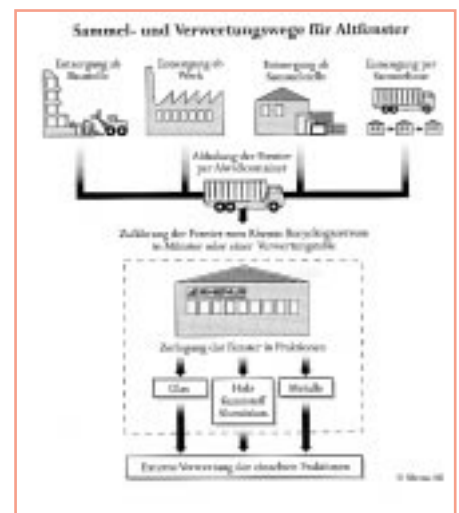 Sammel- und Verwertungswege für Altfenster
Entsorgung ab
Baustelle
Entsorgung ab
Werk
Entsorgung ab
Sammelstelle
Entsorgung per
Abholung der Fenster
per Abrollcontainer
Zuführung der Fenster zum Recyclingzentrum
in Münster oder einer Verwertungsstelle
Zerlegung der Fenster in Fraktionen
Glas
Holz
Kunststoff
Aluminium
Metalle
Externe Verwertung der einzelnen Fraktionen